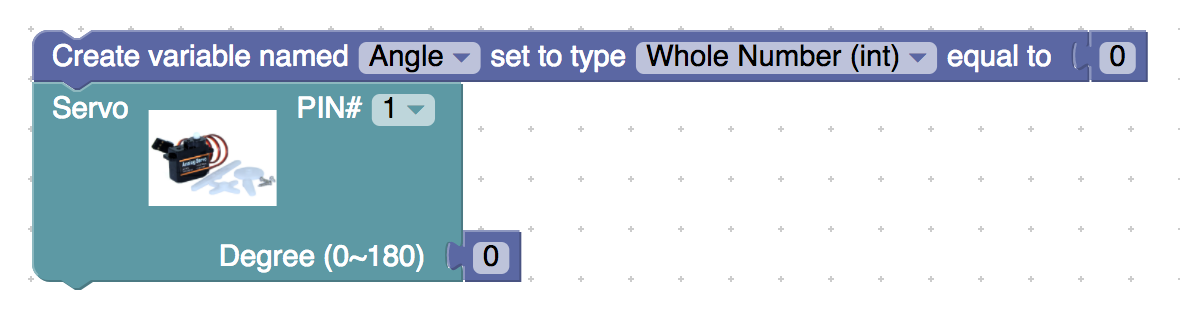 Create variable named Angle set to type Whole Number (int) equal to 0
Servo PIN# 1
Degree (0~180) 0